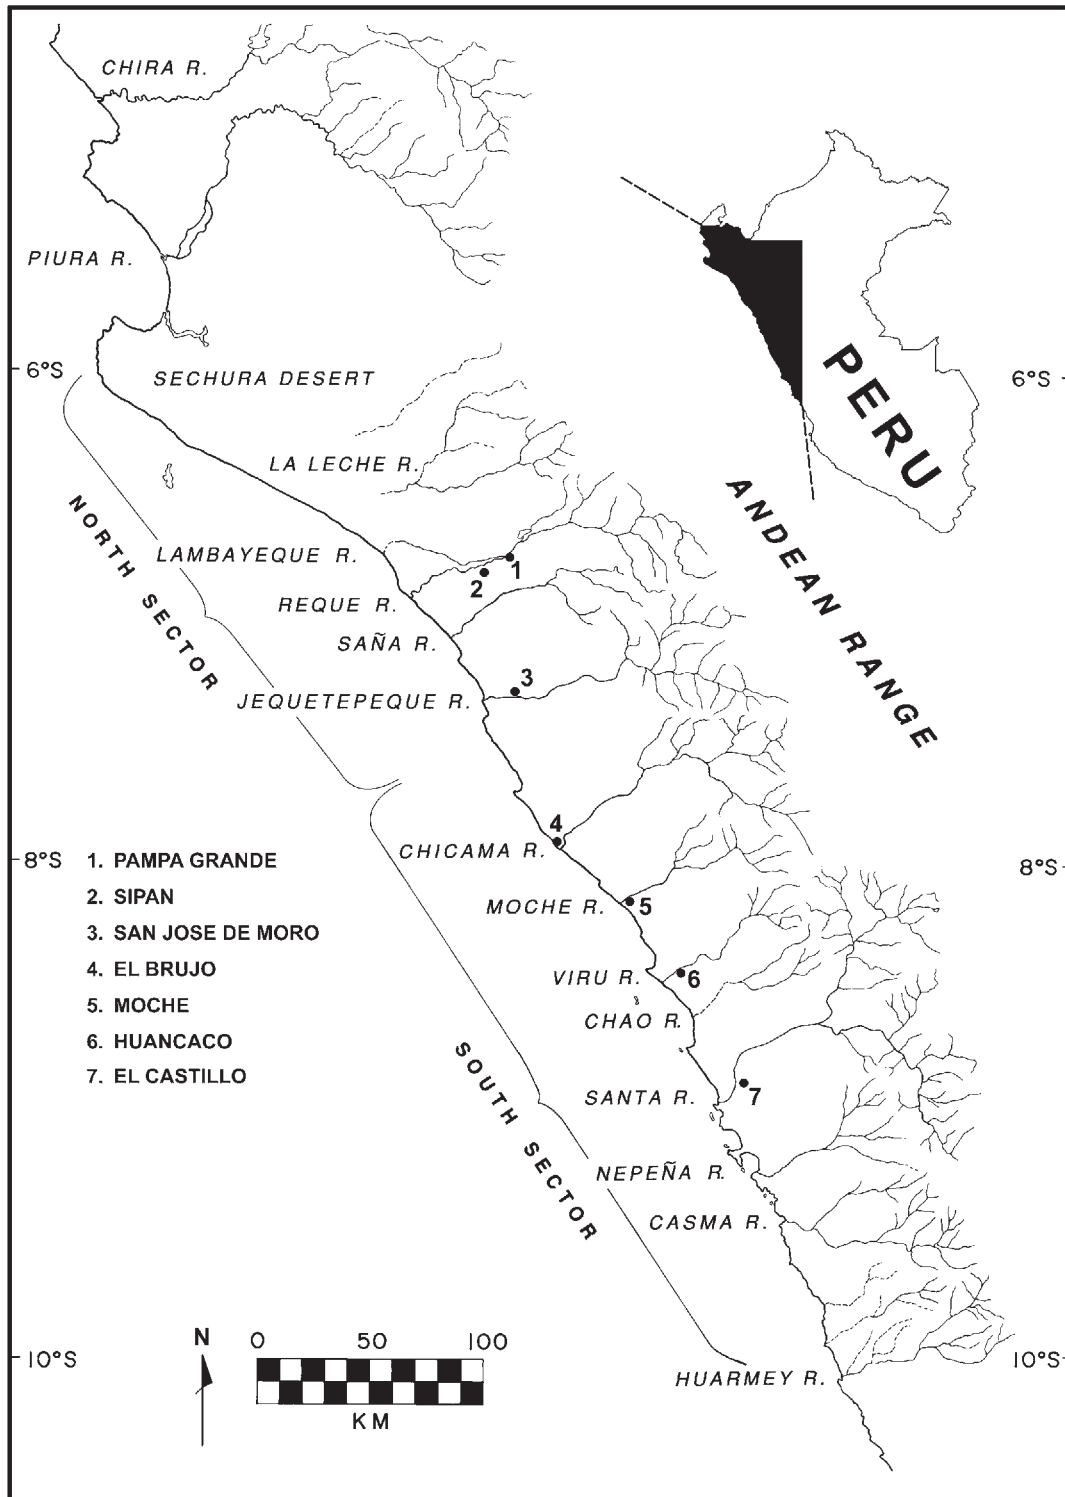 CHIRA R.
PIURA R.
6°S
6°S
SECHURA DESERT
PERU
LA LECHE R.
ANDEAN RANGE
NORTH SECTOR
LAMBAYEQUE R.
1
2
REQUE R.
SAÑA R.
3
JEQUETEPEQUE R.
4
8°S
8°S
CHICAMA R.
1. PAMPA GRANDE
2. SIPAN
3. SAN JOSE DE MORO
4. EL BRUJO
5. MOCHE
6. HUANCACO
7. EL CASTILLO
MOCHE R.
5
VIRU R.
6
CHAO R.
SOUTH SECTOR
SANTA R.
7
NEPEÑA R.
CASMA R.
N
0 50 100
KM
10°S
10°S
HUARMEY R.